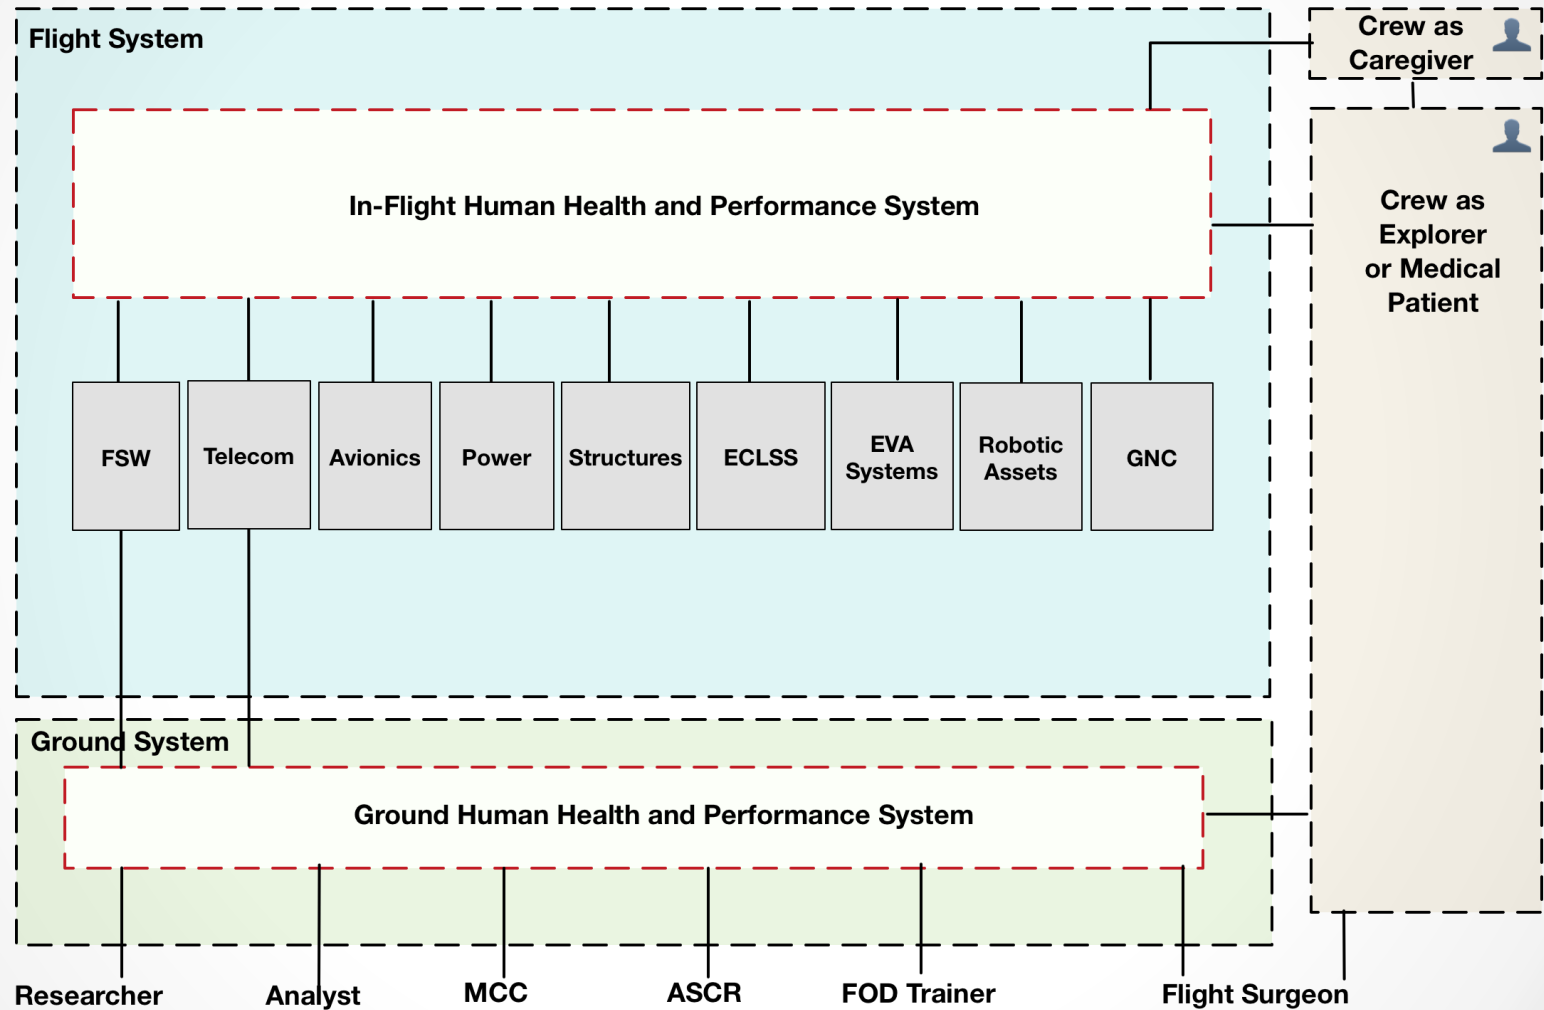 Flight System
Crew as
Caregiver
In-Flight Human Health and Performance System
Crew as
Explorer
or Medical
Patient
FSW
Telecom
Avionics
Power
Structures
ECLSS
EVA
Systems
Robotic
Assets
GNC
Ground System
Ground Human Health and Performance System
Researcher
Analyst
MCC
ASCR
FOD Trainer
Flight Surgeon